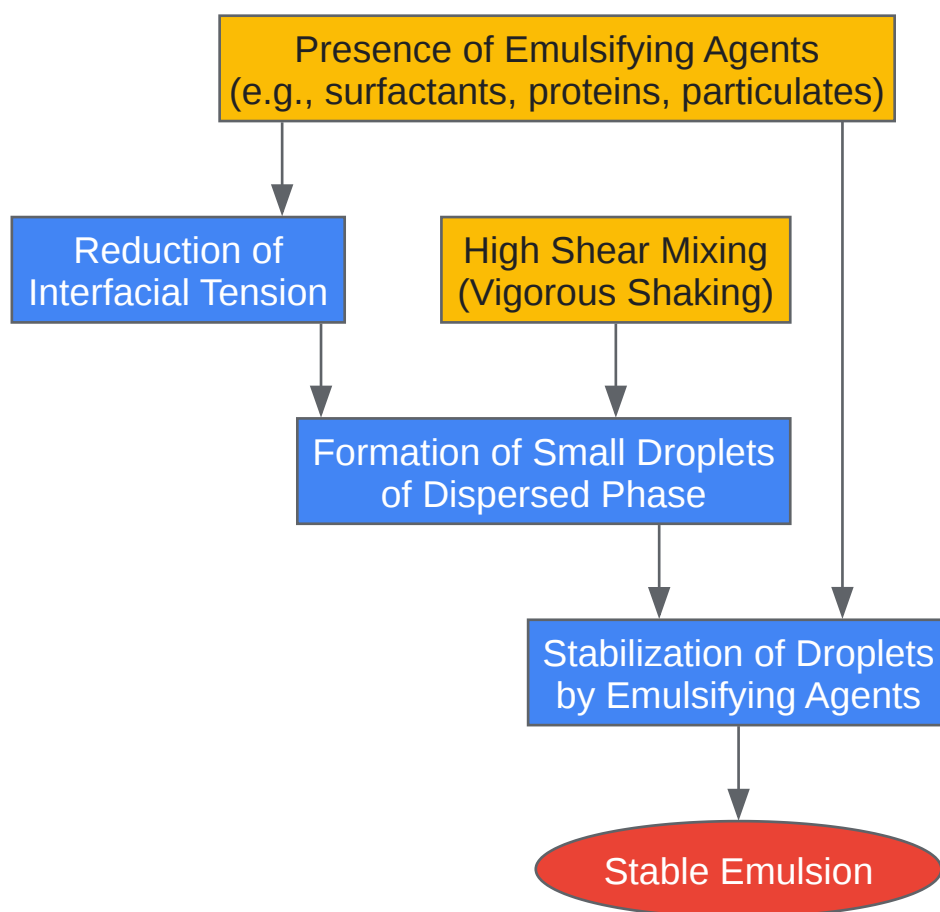 Presence of Emulsifying Agents
(e.g., surfactants, proteins, particulates)
Reduction of
Interfacial Tension
High Shear Mixing
(Vigorous Shaking)
Formation of Small Droplets
of Dispersed Phase
Stabilization of Droplets
by Emulsifying Agents
Stable Emulsion